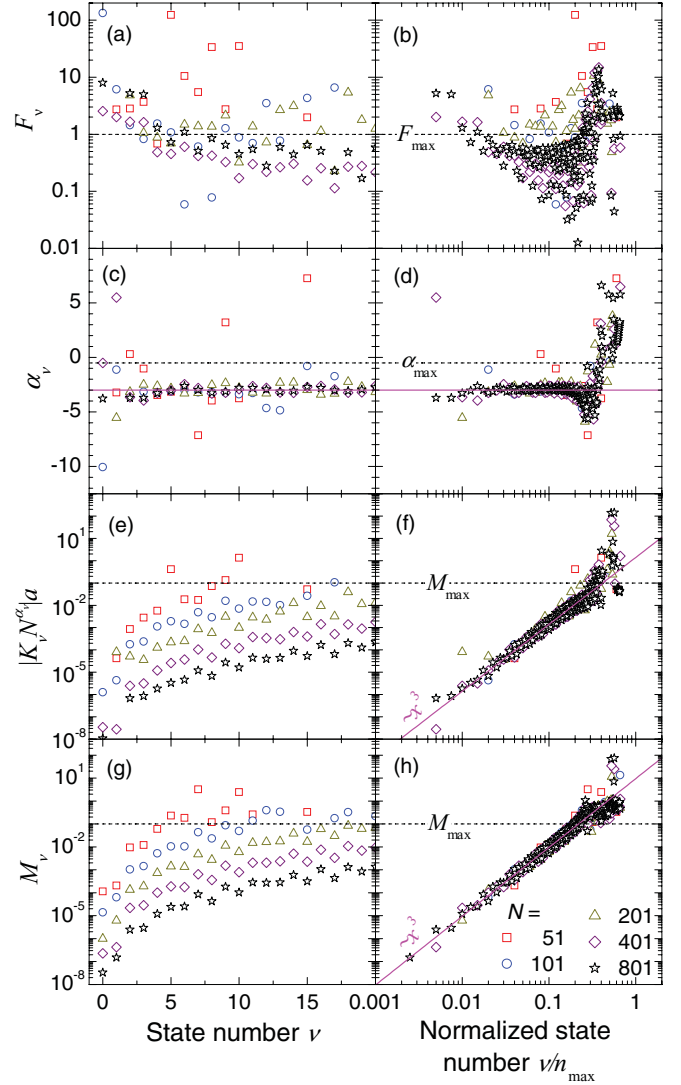 (a)
(b)
100
10
1
0.1
0.01
F_ν
F_max
(c)
(d)
5
0
-5
-10
α_ν
α_max
(e)
(f)
10^1
10^-2
10^-5
10^-8
|K_ν N^α_ν|a
M_max
~x^3
(g)
(h)
10^1
10^-2
10^-5
10^-8
M_ν
M_max
~x^3
N =
51
101
201
401
801
0 5 10 15 0.001 0.01 0.1 1
State number ν
Normalized state
number ν/n_max